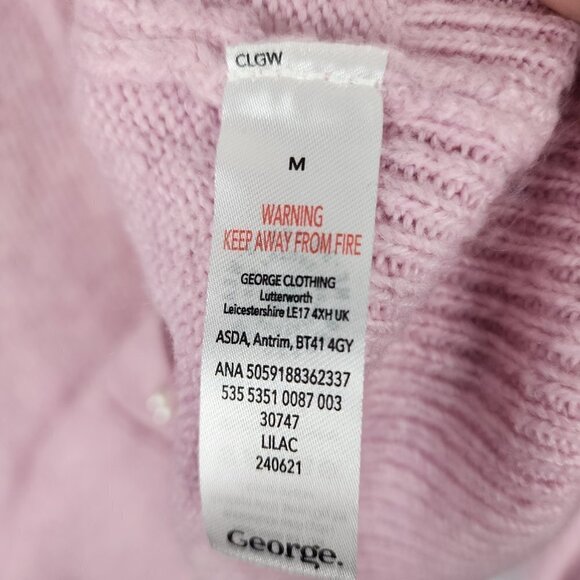 CLGW
M
WARNING
KEEP AWAY FROM FIRE
GEORGE CLOTHING
Lutterworth
Leicestershire LE17 4XH UK
ASDA, Antrim, BT41 4GY
ANA 5059188362337
535 5351 0087 003
30747
LILAC
240621
George.